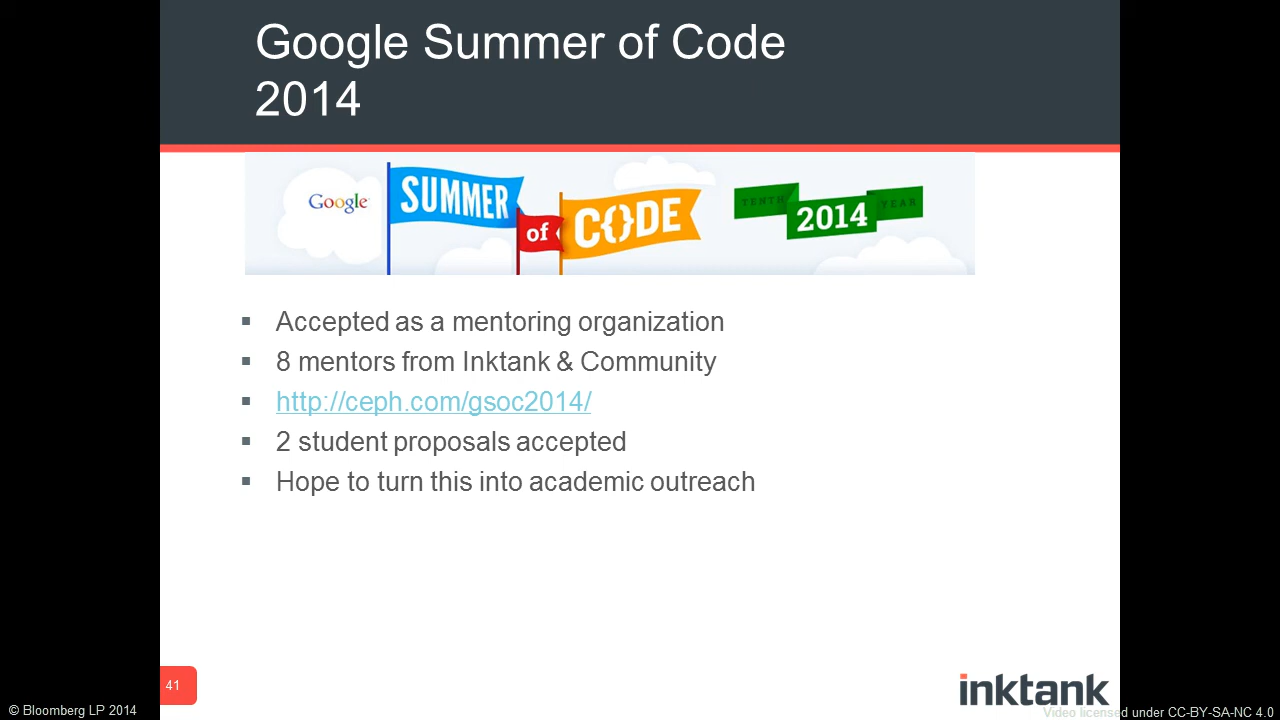 Google Summer of Code
2014
Google SUMMER of CODE TENTH 2014 YEAR
Accepted as a mentoring organization
8 mentors from Inktank & Community
http://ceph.com/gsoc2014/
2 student proposals accepted
Hope to turn this into academic outreach
41
inktank
© Bloomberg LP 2014
Video licensed under CC-BY-SA-NC 4.0